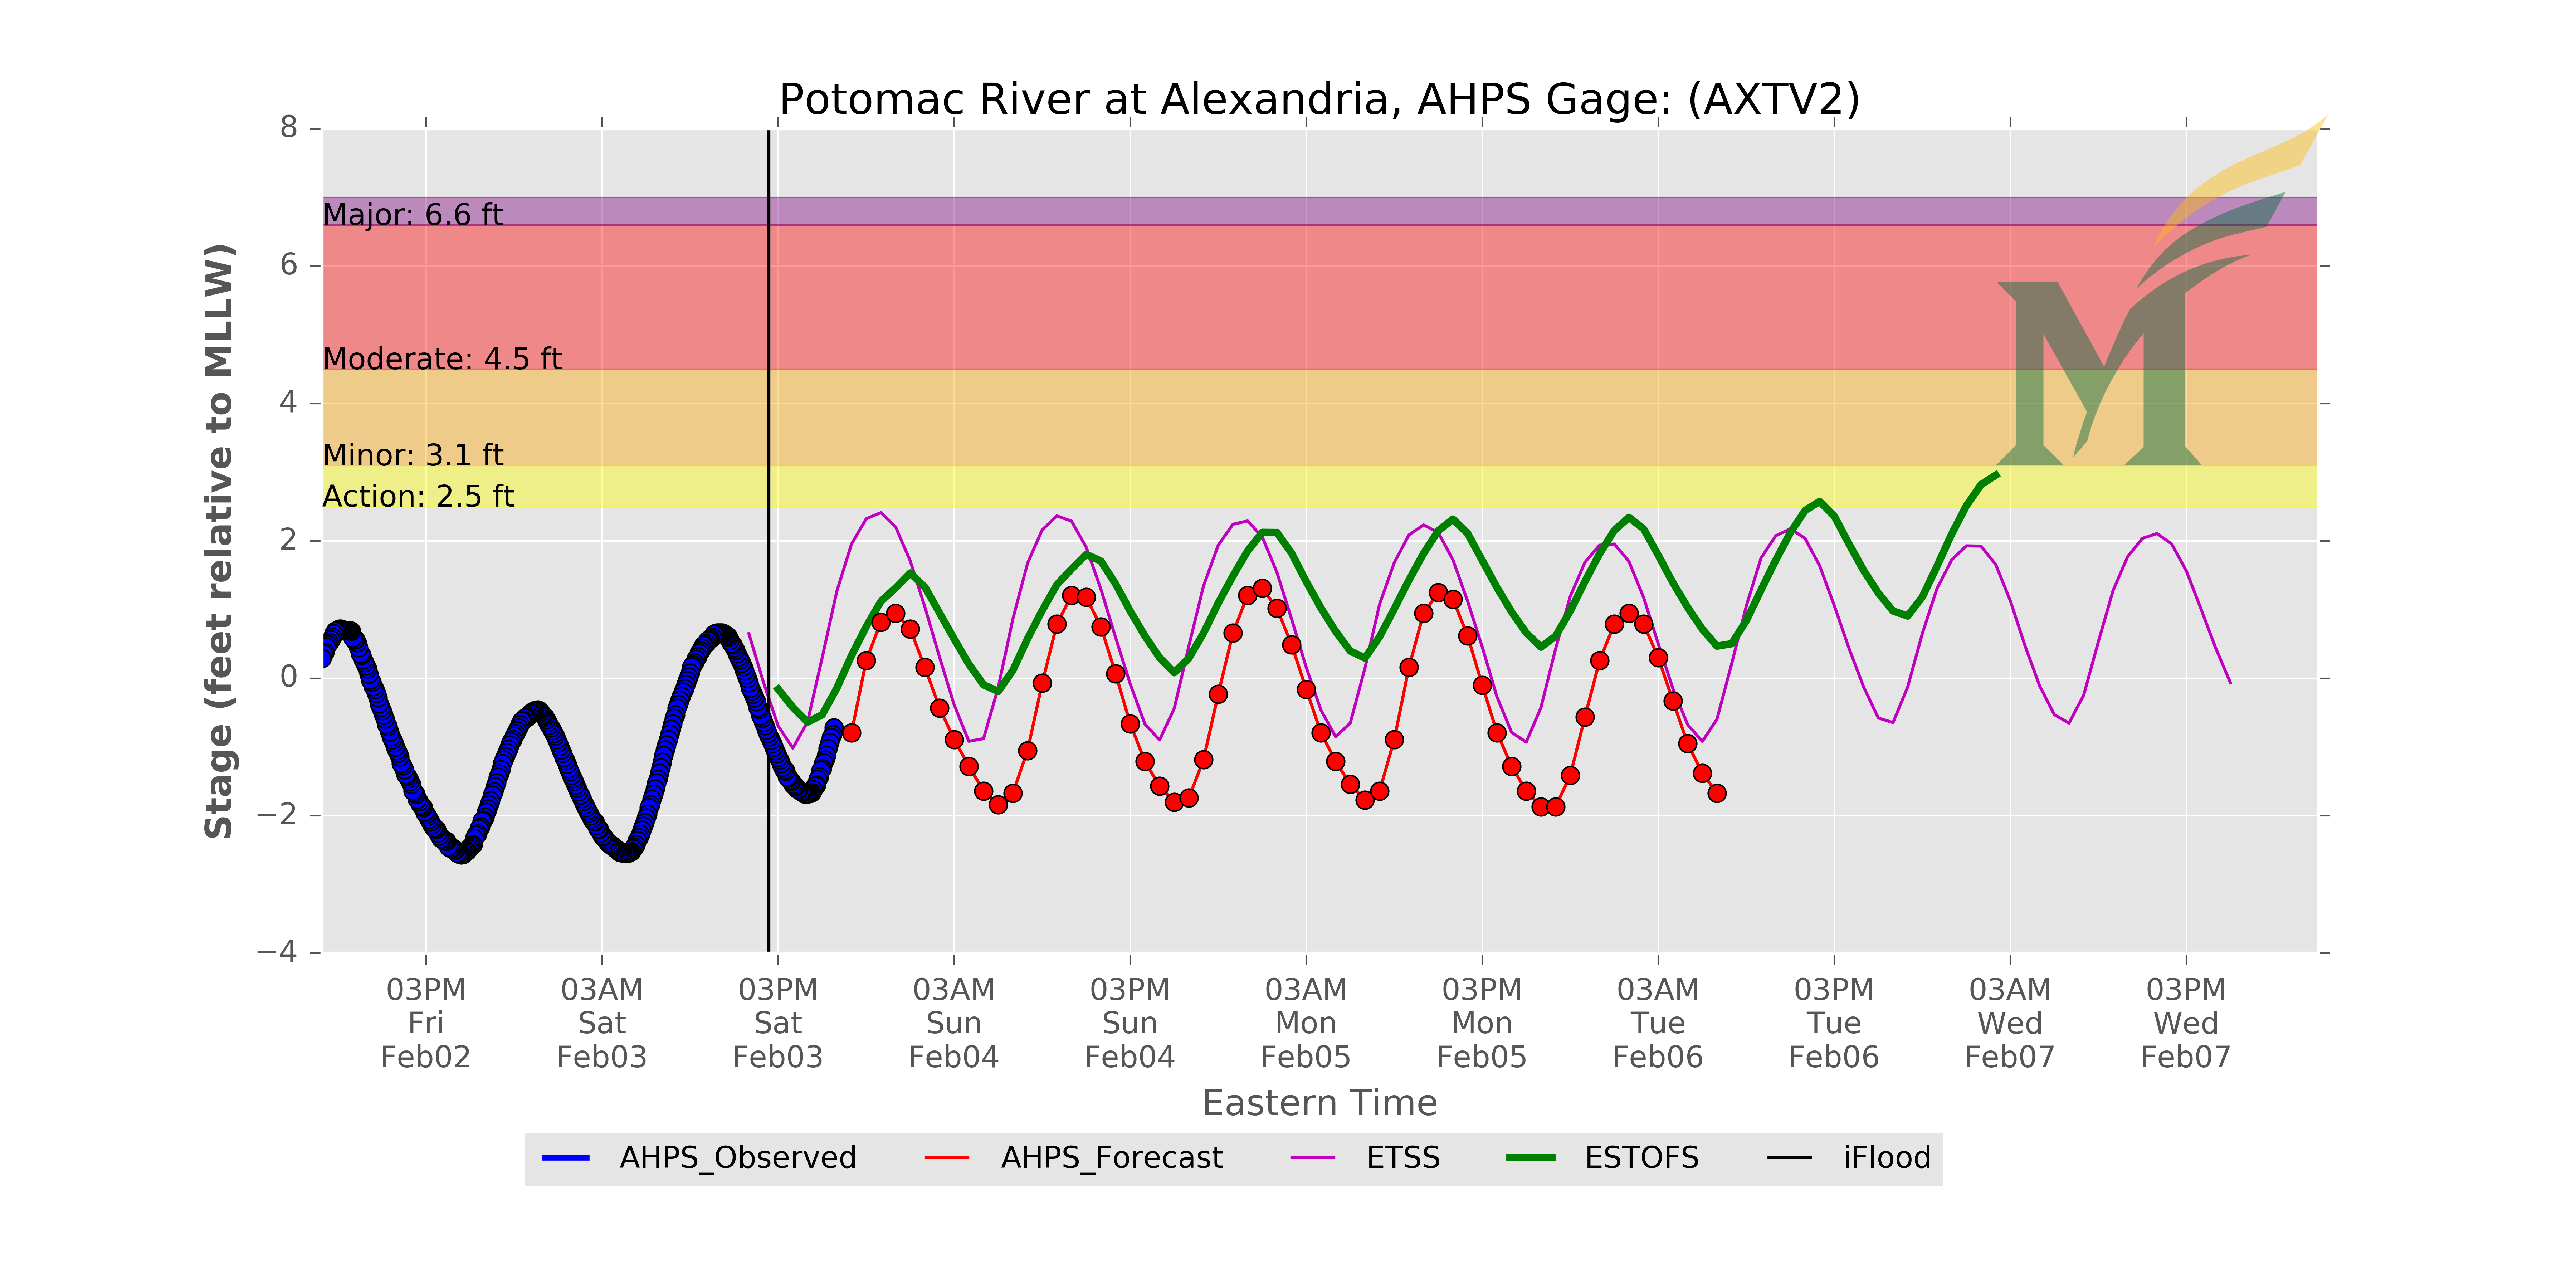 Potomac River at Alexandria, AHPS Gage: (AXTV2)
8
6
4
2
0
−2
−4
Stage (feet relative to MLLW)
Major: 6.6 ft
Moderate: 4.5 ft
Minor: 3.1 ft
Action: 2.5 ft
03PM 03AM 03PM 03AM 03PM 03AM 03PM 03AM 03PM 03AM 03PM
Fri Sat Sat Sun Sun Mon Mon Tue Tue Wed Wed
Feb02 Feb03 Feb03 Feb04 Feb04 Feb05 Feb05 Feb06 Feb06 Feb07 Feb07
Eastern Time
AHPS_Observed AHPS_Forecast ETSS ESTOFS iFlood
M